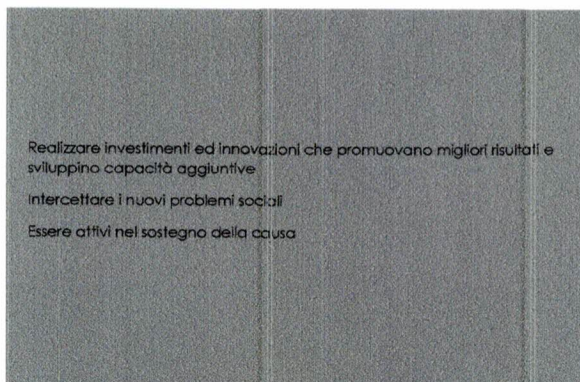 Realizzare investimenti ed innovazioni che promuovano migliori risultati e
sviluppino capacità aggiuntive
Intercettare i nuovi problemi sociali
Essere attivi nel sostegno della causa